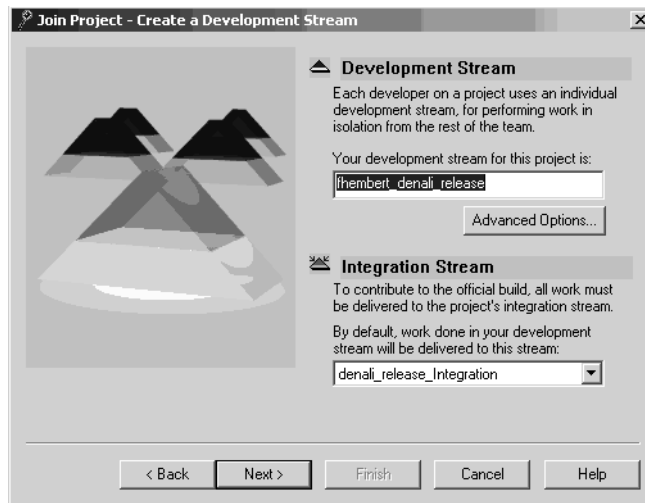 Join Project - Create a Development Stream
Development Stream
Each developer on a project uses an individual
development stream, for performing work in
isolation from the rest of the team.
Your development stream for this project is:
fhembert_denali_release
Advanced Options...
Integration Stream
To contribute to the official build, all work must
be delivered to the project's integration stream.
By default, work done in your development
stream will be delivered to this stream:
denali_release_Integration
< Back Next > Finish Cancel Help